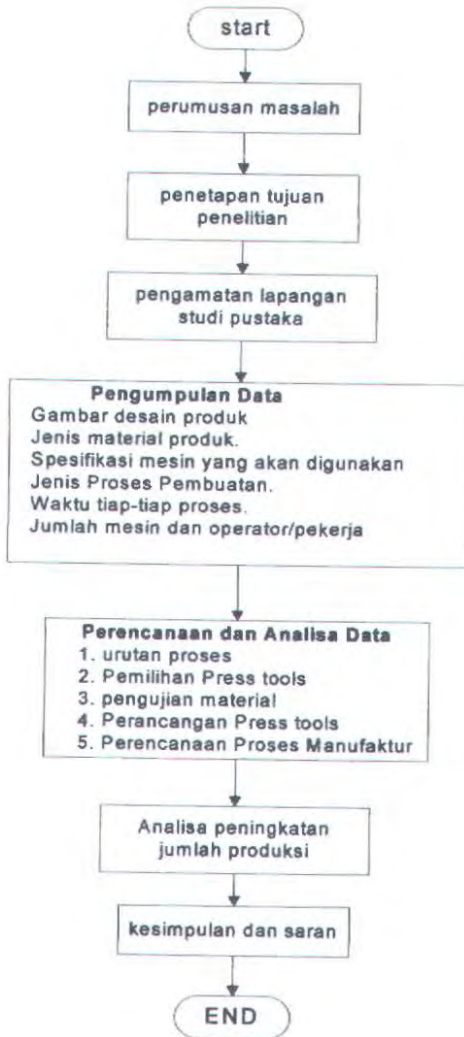 start
perumusan masalah
penetapan tujuan
penelitian
pengamatan lapangan
studi pustaka
Pengumpulan Data
Gambar desain produk
Jenis material produk.
Spesifikasi mesin yang akan digunakan
Jenis Proses Pembuatan.
Waktu tiap-tiap proses.
Jumlah mesin dan operator/pekerja
Perencanaan dan Analisa Data
1. urutan proses
2. Pemilihan Press tools
3. pengujian material
4. Perancangan Press tools
5. Perencanaan Proses Manufaktur
Analisa peningkatan
jumlah produksi
kesimpulan dan saran
END